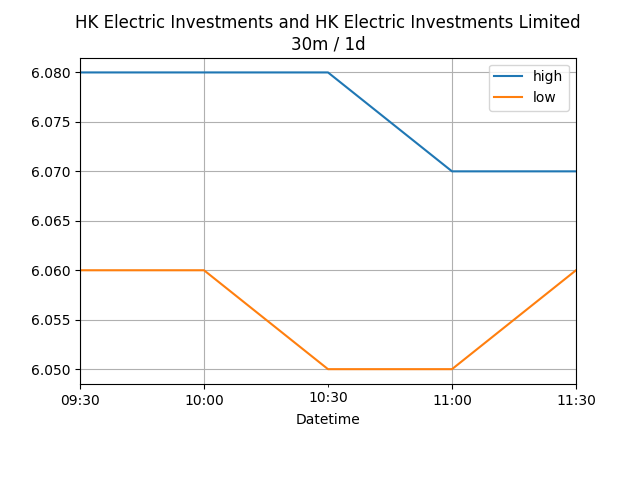 HK Electric Investments and HK Electric Investments Limited
30m / 1d
high
low
6.080
6.075
6.070
6.065
6.060
6.055
6.050
09:30
10:00
10:30
11:00
11:30
Datetime